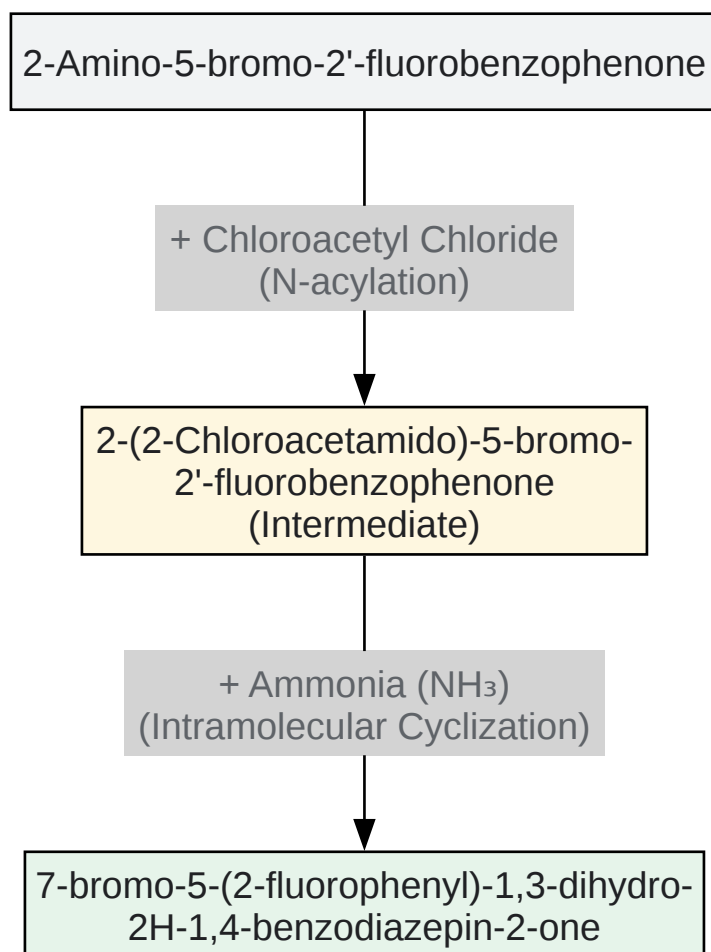 2-Amino-5-bromo-2'-fluorobenzophenone
+ Chloroacetyl Chloride
(N-acylation)
2-(2-Chloroacetamido)-5-bromo-
2'-fluorobenzophenone
(Intermediate)
+ Ammonia (NH₃)
(Intramolecular Cyclization)
7-bromo-5-(2-fluorophenyl)-1,3-dihydro-
2H-1,4-benzodiazepin-2-one